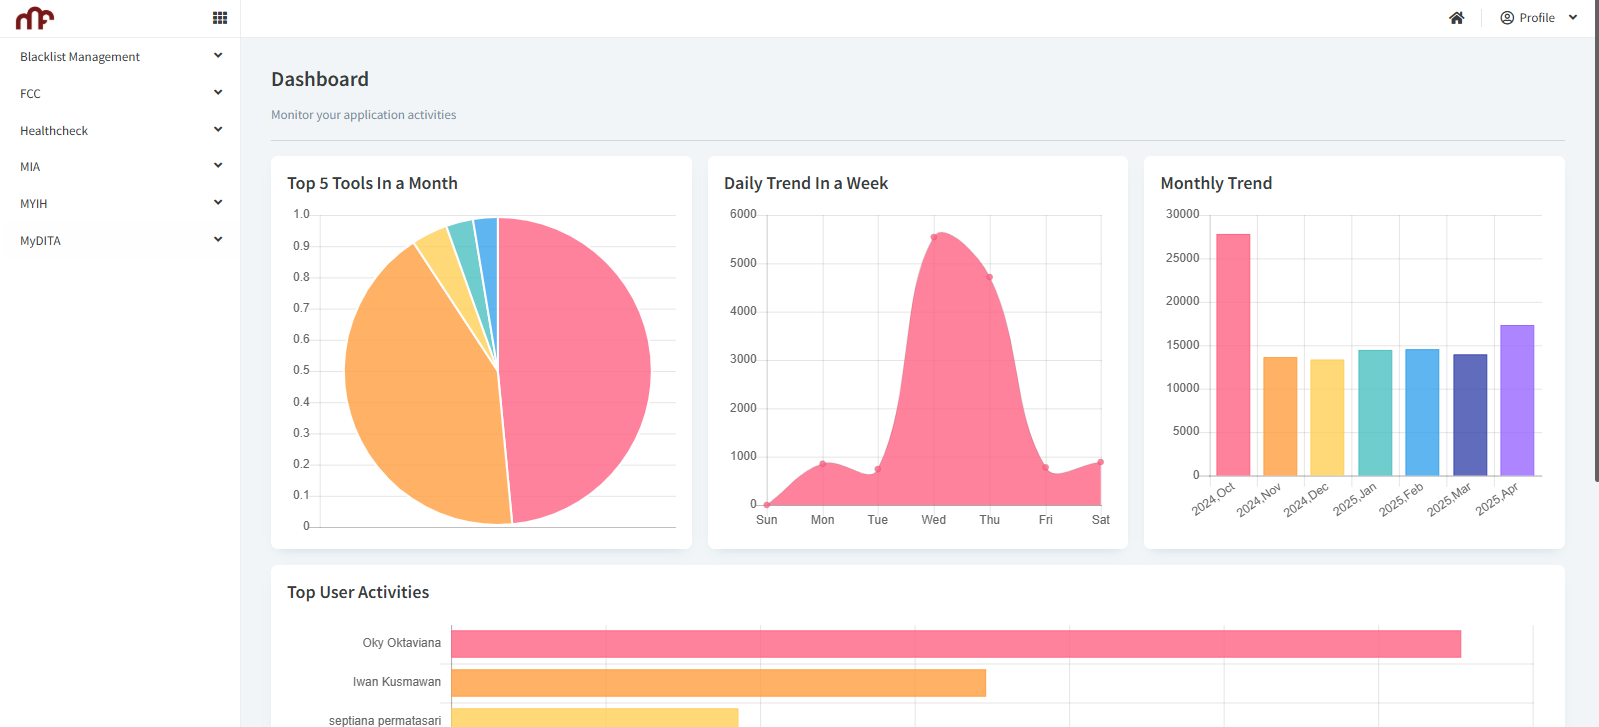 Profile
Blacklist Management
FCC
Healthcheck
MIA
MYIH
MyDITA
Dashboard
Monitor your application activities
Top 5 Tools In a Month
1.0
0.9
0.8
0.7
0.6
0.5
0.4
0.3
0.2
0.1
0
Daily Trend In a Week
6000
5000
4000
3000
2000
1000
0
Sun Mon Tue Wed Thu Fri Sat
Monthly Trend
30000
25000
20000
15000
10000
5000
0
2024,Oct 2024,Nov 2024,Dec 2025,Jan 2025,Feb 2025,Mar 2025,Apr
Top User Activities
Oky Oktaviana
Iwan Kusmawan
septiana permatasari